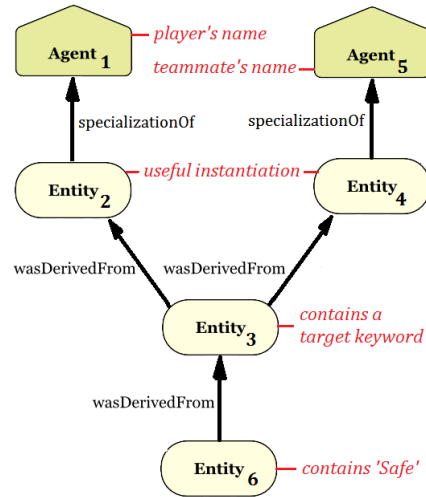 Agent 1
player's name
teammate's name
Agent 5
specializationOf
specializationOf
Entity 2
useful instantiation
Entity 4
wasDerivedFrom
wasDerivedFrom
Entity 3
contains a
target keyword
wasDerivedFrom
Entity 6
contains 'Safe'